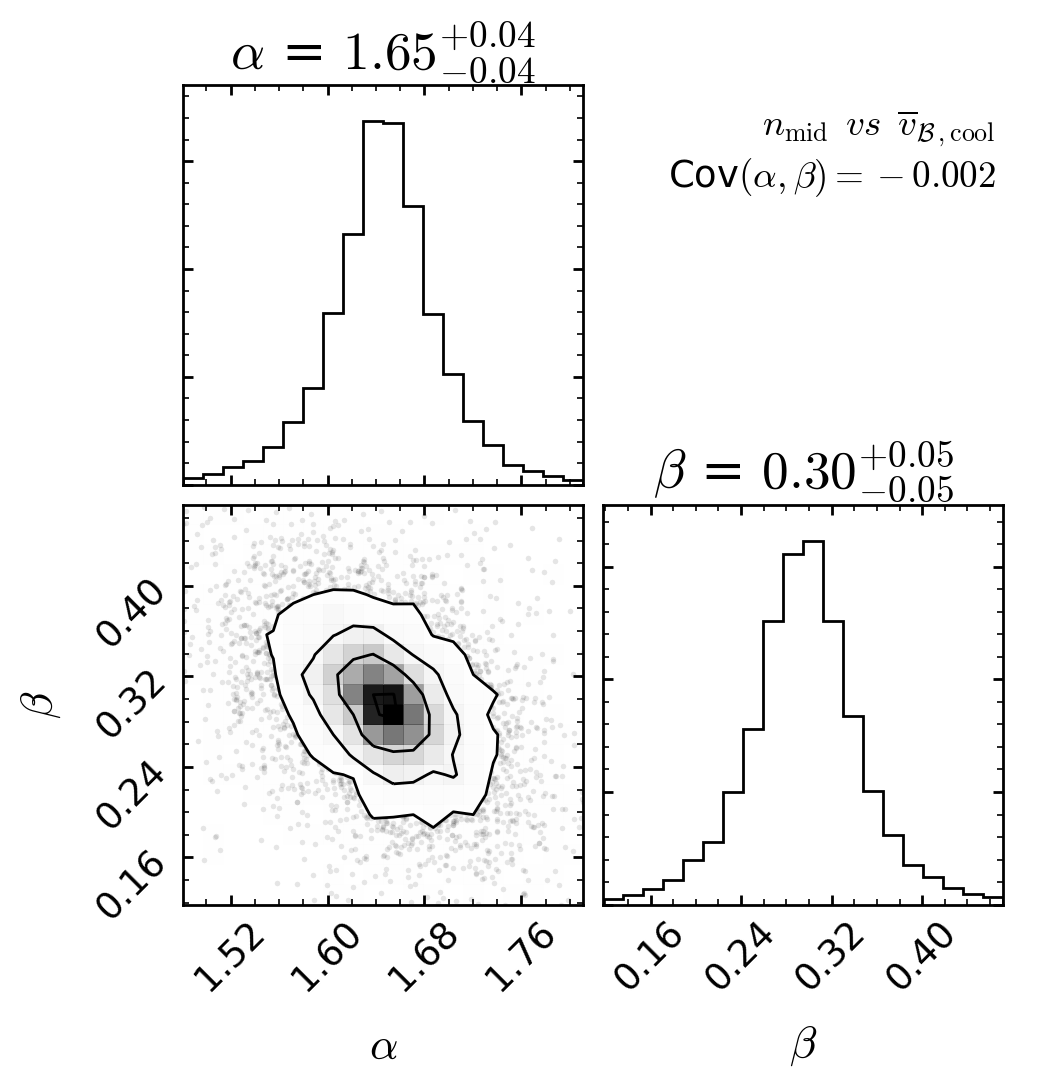 α = 1.65 +0.04 −0.04
n_mid vs v̅_ℬ, cool
Cov(α, β) = − 0.002
β = 0.30 +0.05 −0.05
β
0.40
0.32
0.24
0.16
1.52 1.60 1.68 1.76
0.16 0.24 0.32 0.40
α
β